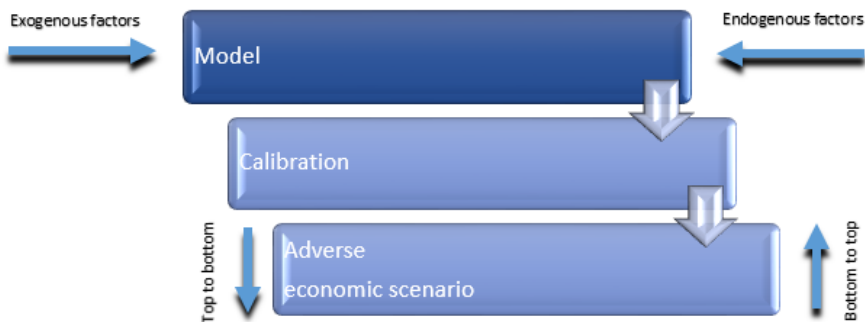 Exogenous factors
Endogenous factors
Model
Calibration
Top to bottom
Adverse
economic scenario
Bottom to top